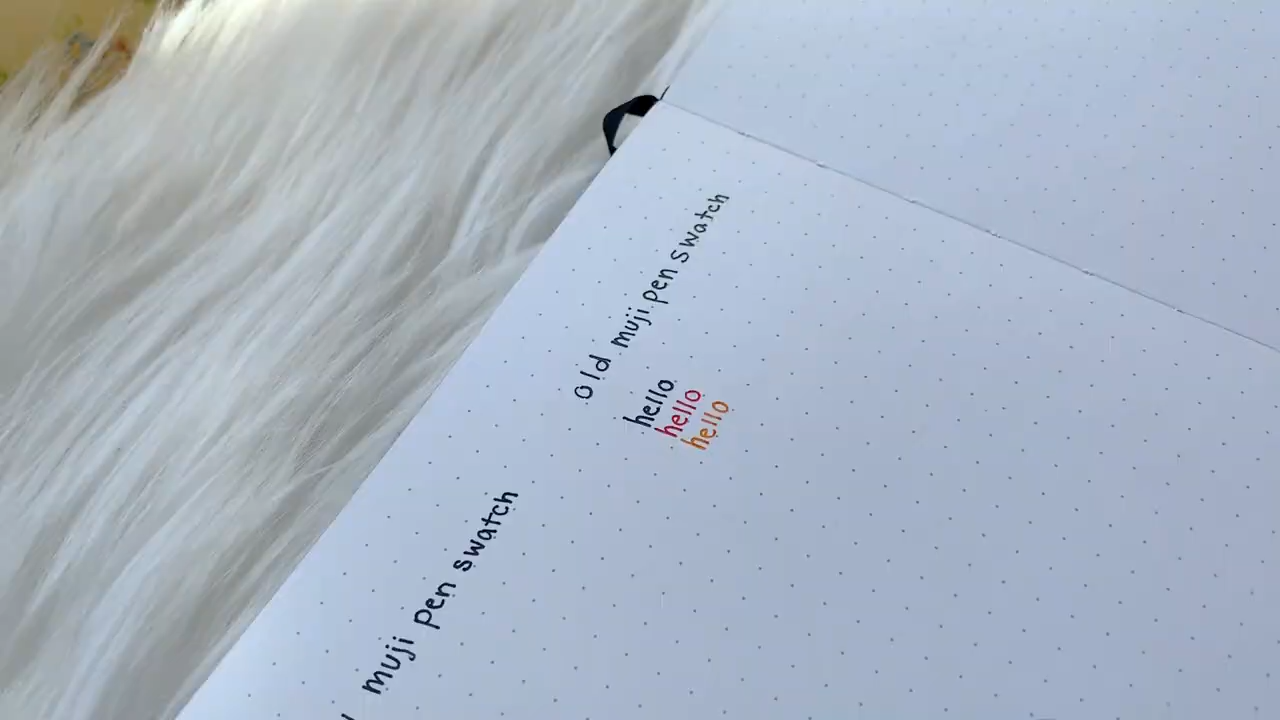 old muji pen swatch
hello
hello
hello
muji pen swatch